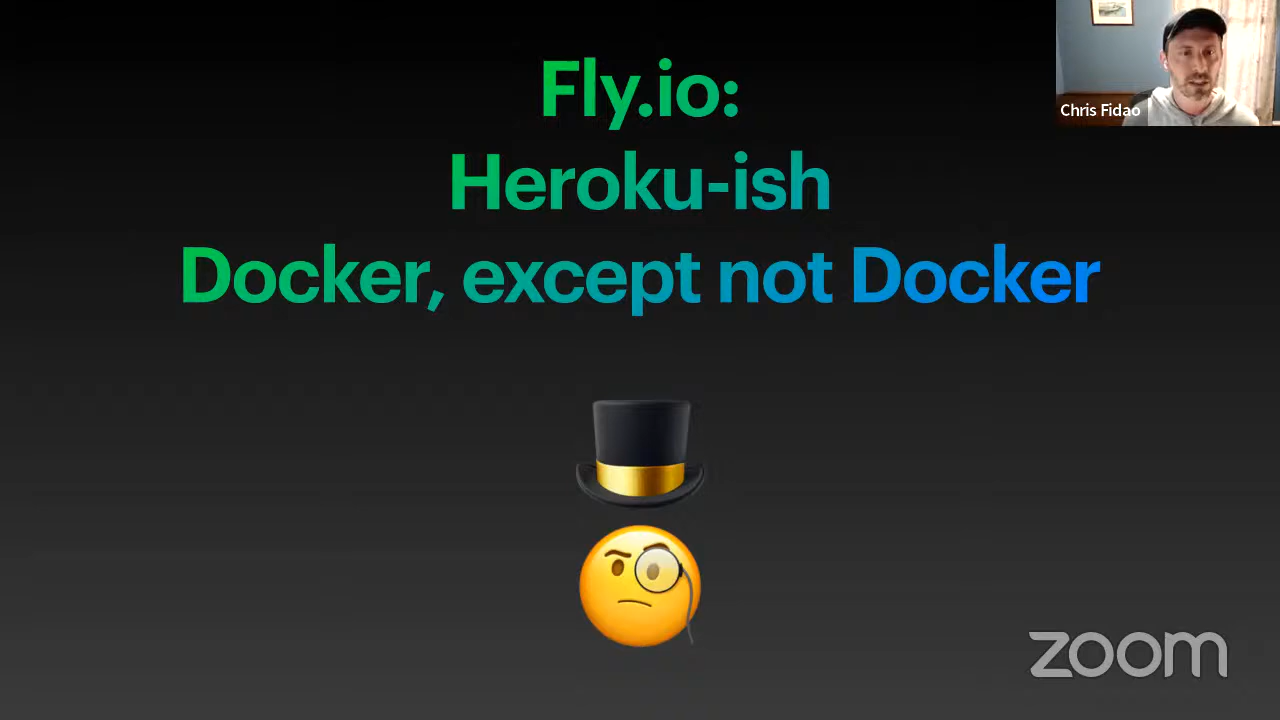 Fly.io:
Heroku-ish
Docker, except not Docker
Chris Fidao
zoom